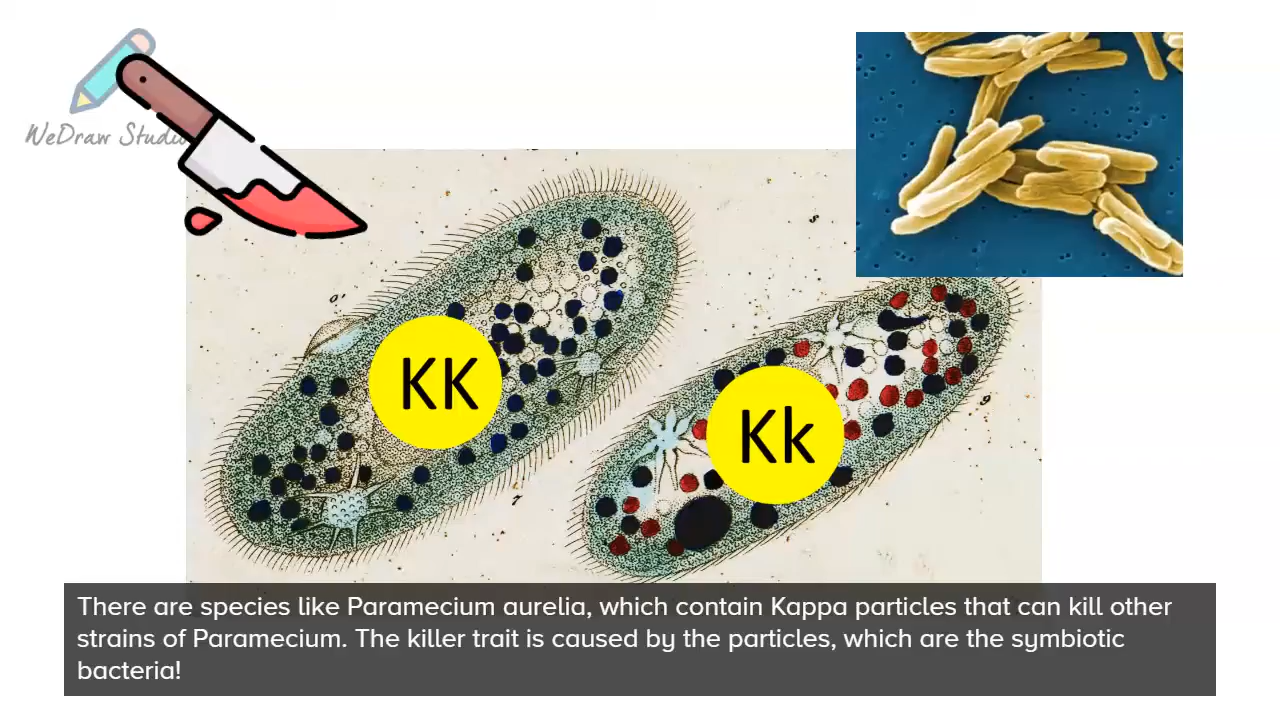 WeDraw Studio
KK
Kk
There are species like Paramecium aurelia, which contain Kappa particles that can kill other
strains of Paramecium. The killer trait is caused by the particles, which are the symbiotic
bacteria!